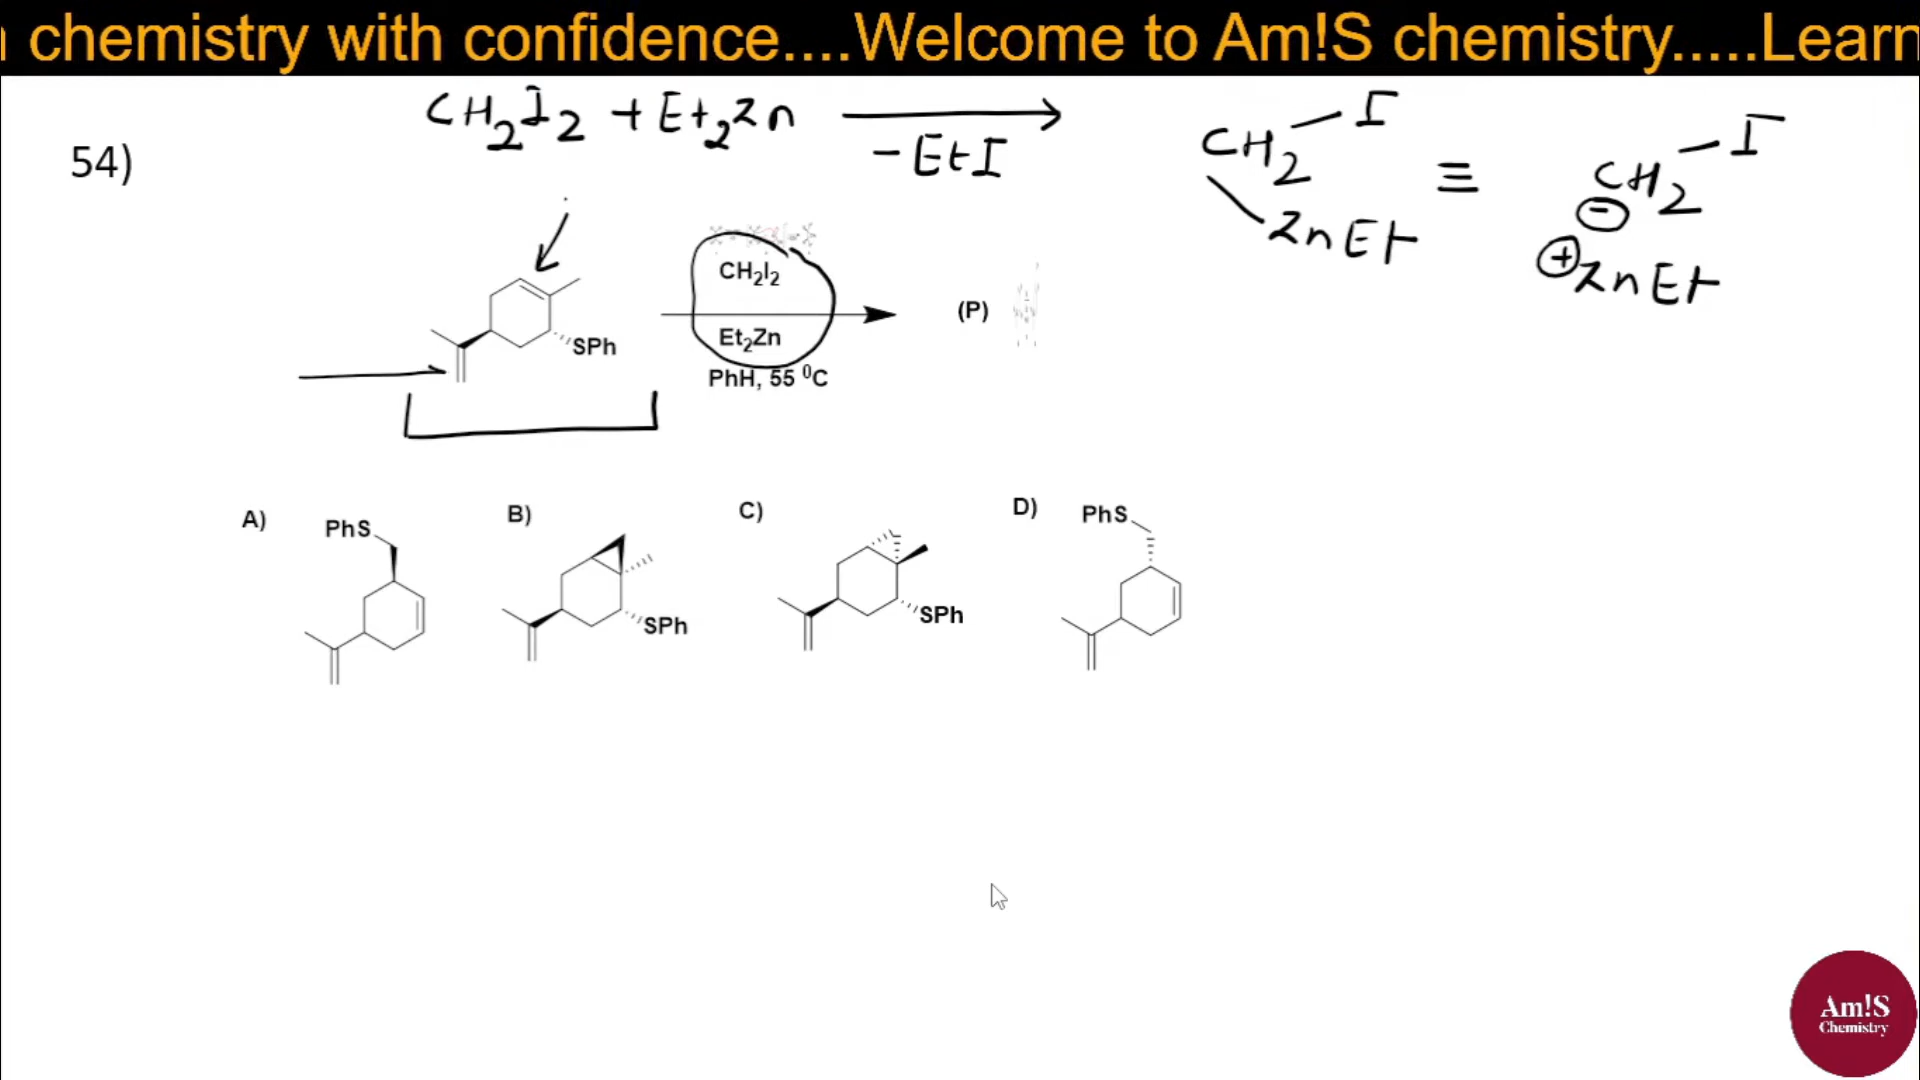 chemistry with confidence....Welcome to Am!S chemistry.....Learn
54)
CH2I2 + Et2Zn
-EtI
CH2 I
ZnEt
≡
CH2 I
⊖
⊕ZnEt
SPh
CH₂I₂
Et₂Zn
PhH, 55 ⁰C
(P)
A)
PhS
B)
SPh
C)
SPh
D)
PhS
Am!S
Chemistry